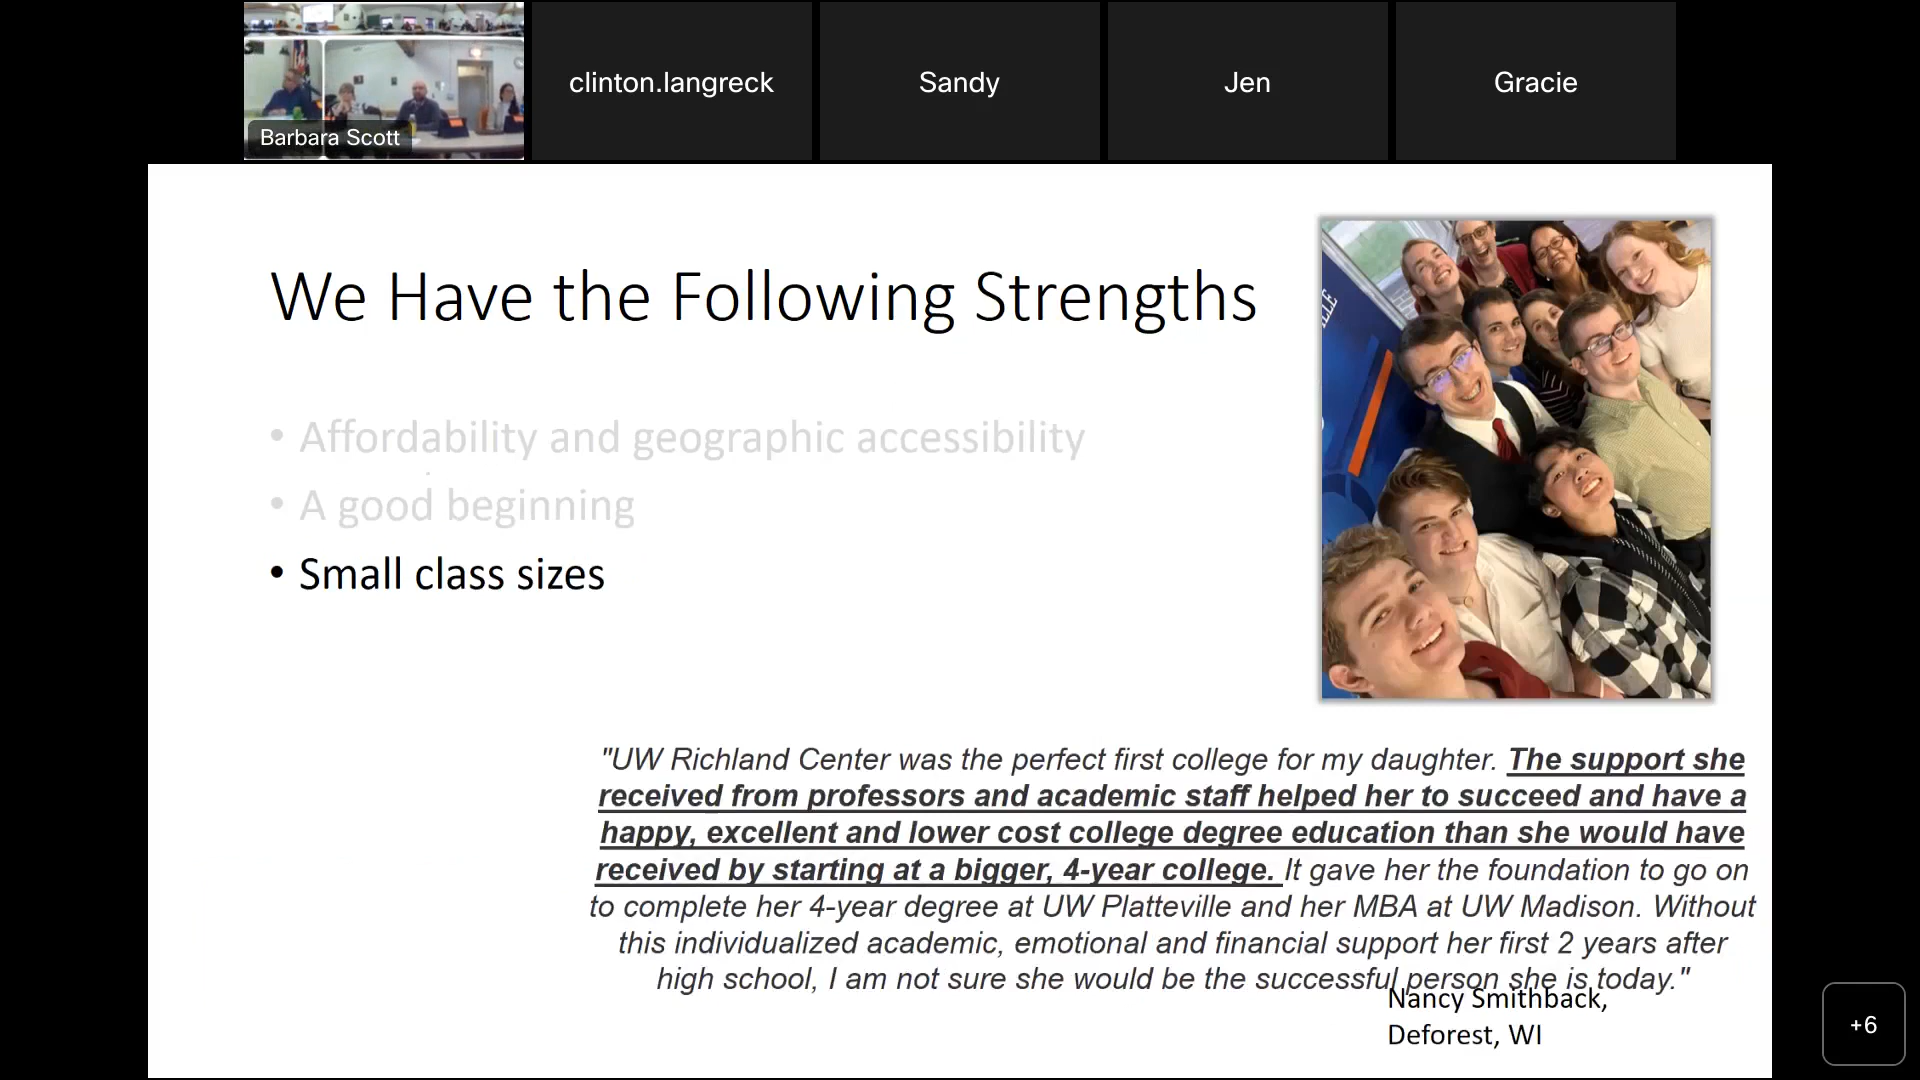 Barbara Scott
clinton.langreck
Sandy
Jen
Gracie
We Have the Following Strengths
• Affordability and geographic accessibility
• A good beginning
• Small class sizes
"UW Richland Center was the perfect first college for my daughter. The support she
received from professors and academic staff helped her to succeed and have a
happy, excellent and lower cost college degree education than she would have
received by starting at a bigger, 4-year college. It gave her the foundation to go on
to complete her 4-year degree at UW Platteville and her MBA at UW Madison. Without
this individualized academic, emotional and financial support her first 2 years after
high school, I am not sure she would be the successful person she is today."
Nancy Smithback,
Deforest, WI
+6